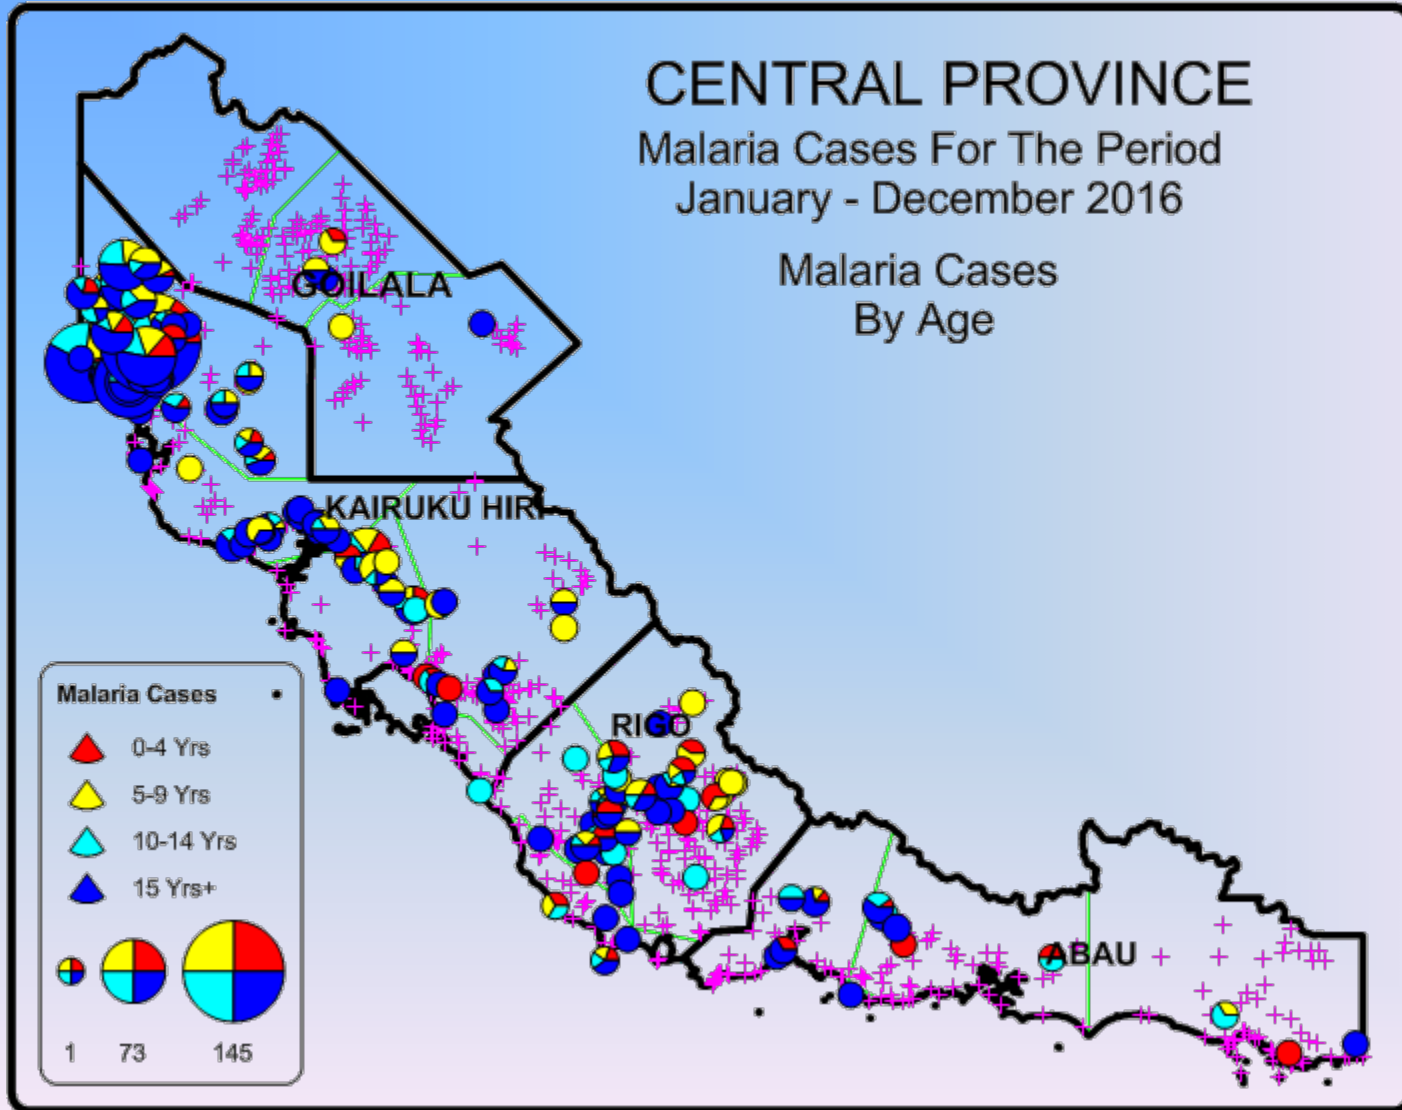 CENTRAL PROVINCE
Malaria Cases For The Period
January - December 2016
Malaria Cases
By Age
GOILALA
KAIRUKU HIRI
RIGO
ABAU
Malaria Cases
0-4 Yrs
5-9 Yrs
10-14 Yrs
15 Yrs+
1 73 145